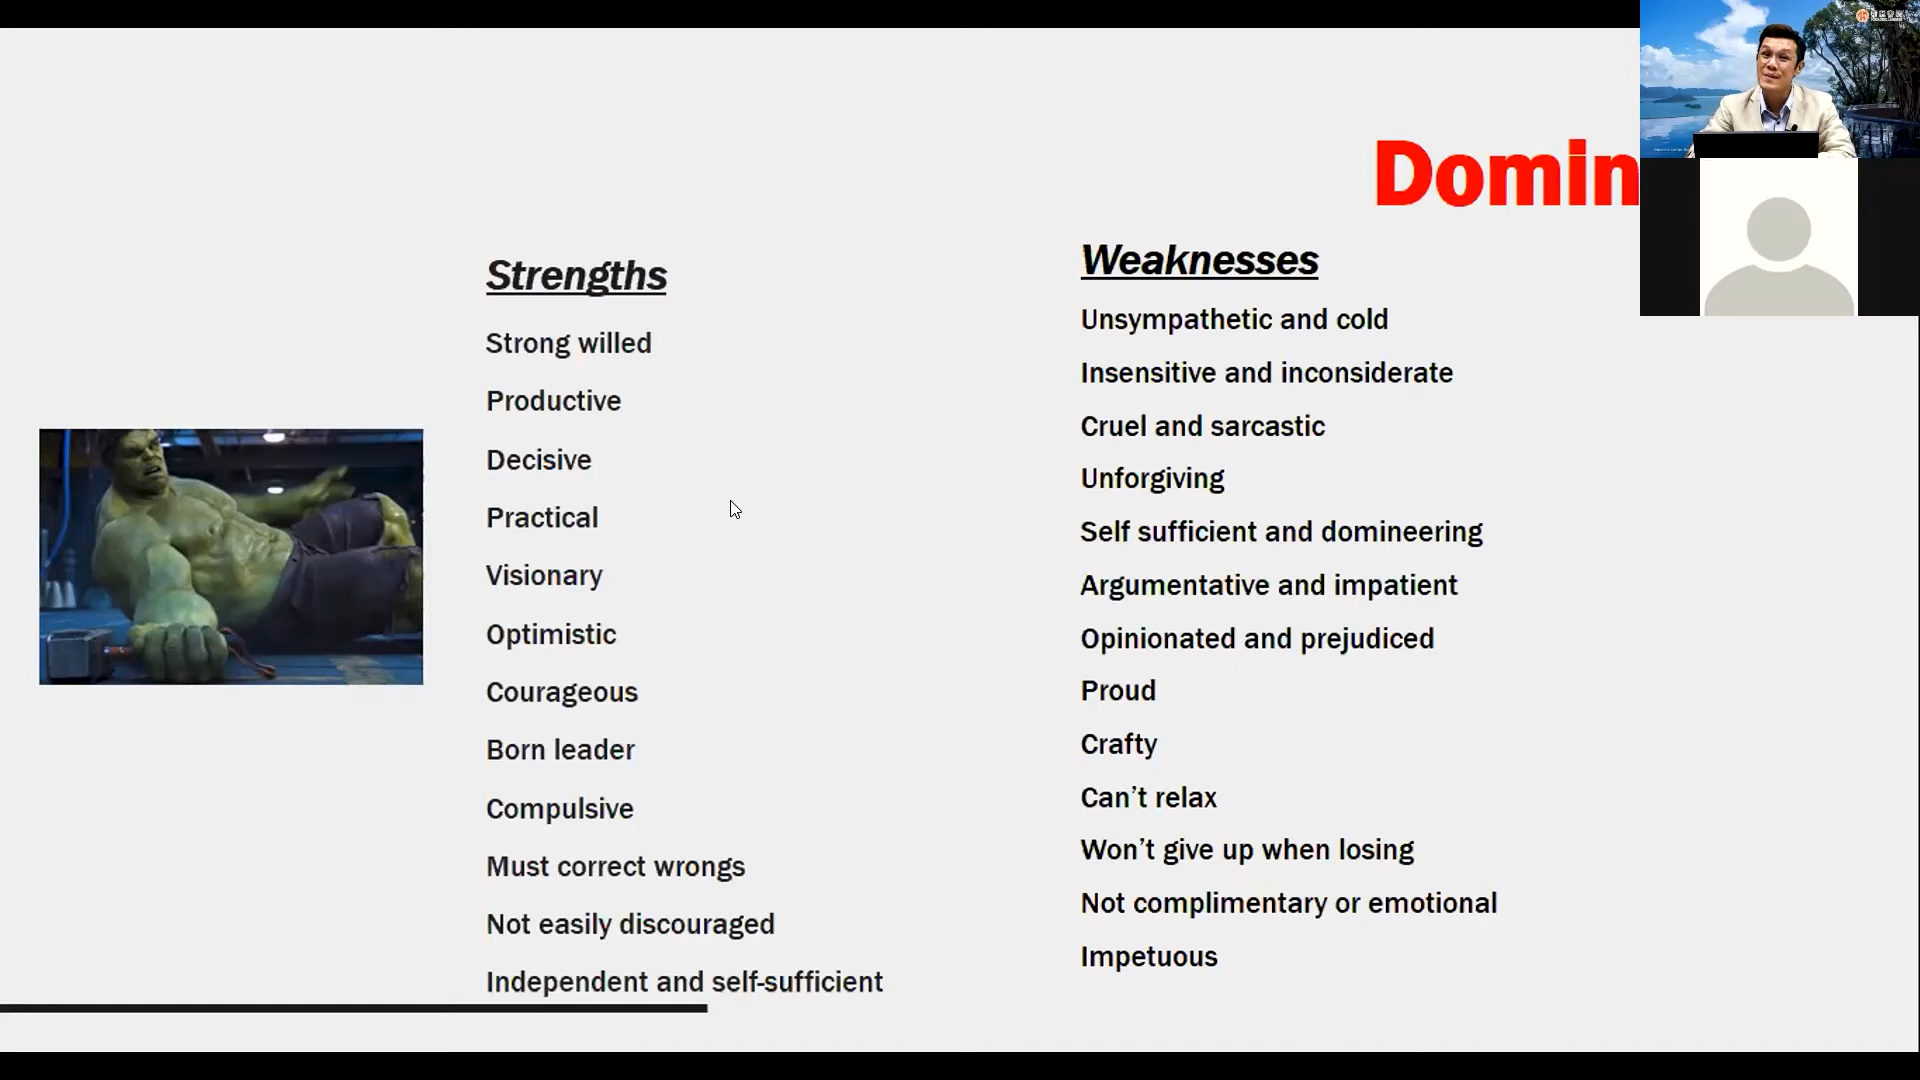 Domin
Strengths
Strong willed
Productive
Decisive
Practical
Visionary
Optimistic
Courageous
Born leader
Compulsive
Must correct wrongs
Not easily discouraged
Independent and self-sufficient
Weaknesses
Unsympathetic and cold
Insensitive and inconsiderate
Cruel and sarcastic
Unforgiving
Self sufficient and domineering
Argumentative and impatient
Opinionated and prejudiced
Proud
Crafty
Can’t relax
Won’t give up when losing
Not complimentary or emotional
Impetuous